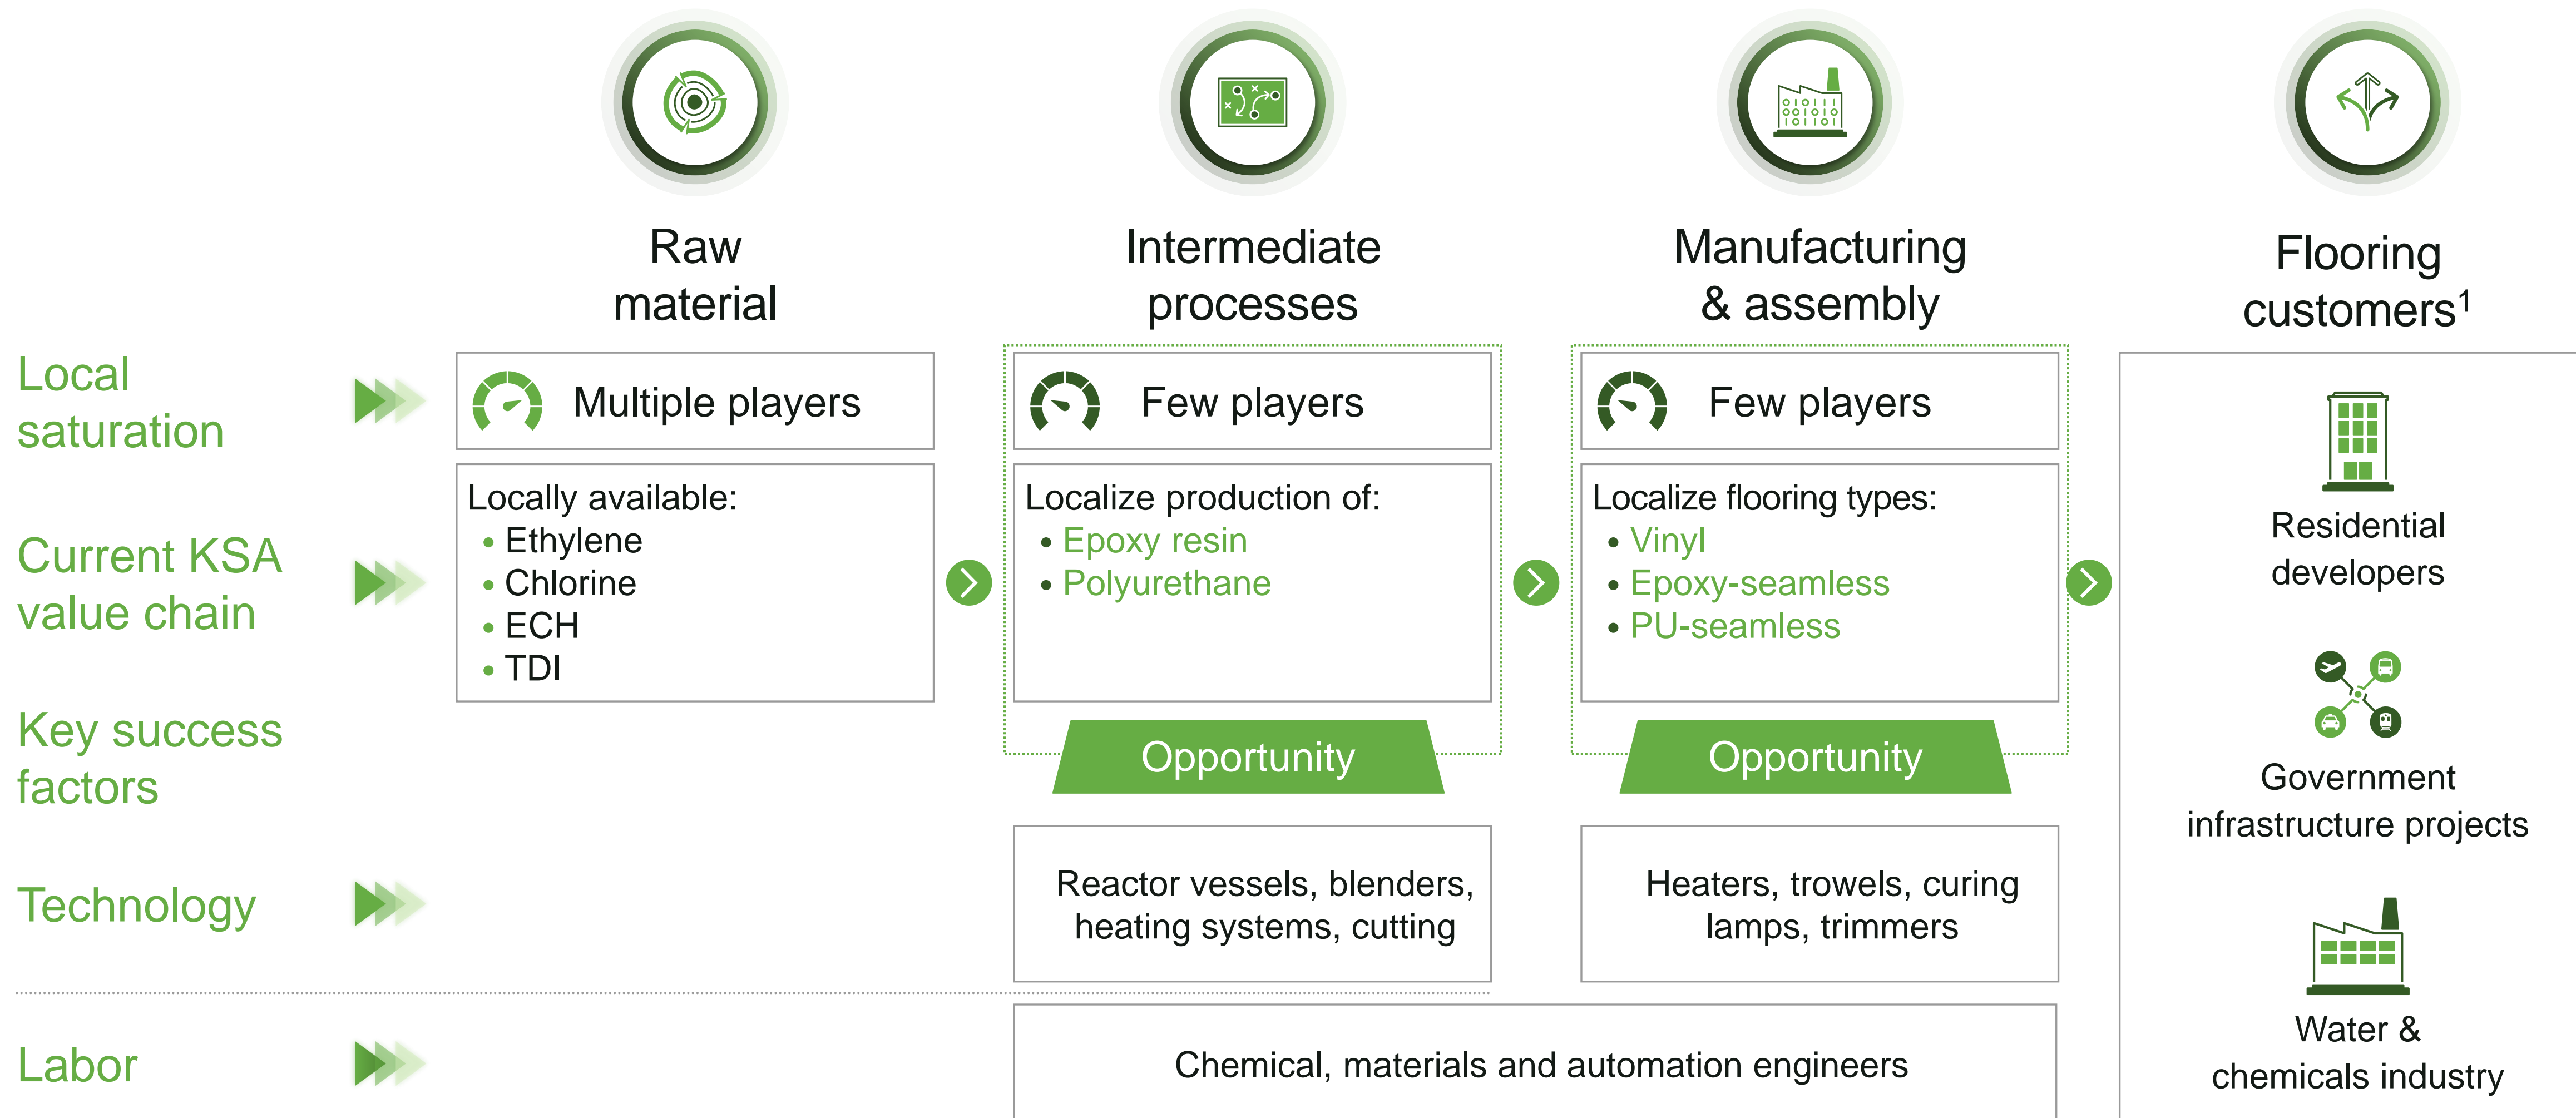 Raw
material
Intermediate
processes
Manufacturing
& assembly
Flooring
customers¹
Local
saturation
Multiple players
Few players
Few players
Current KSA
value chain
Locally available:
• Ethylene
• Chlorine
• ECH
• TDI
Localize production of:
• Epoxy resin
• Polyurethane
Localize flooring types:
• Vinyl
• Epoxy-seamless
• PU-seamless
Key success
factors
Opportunity
Opportunity
Technology
Reactor vessels, blenders,
heating systems, cutting
Heaters, trowels, curing
lamps, trimmers
Labor
Chemical, materials and automation engineers
Residential
developers
Government
infrastructure projects
Water &
chemicals industry